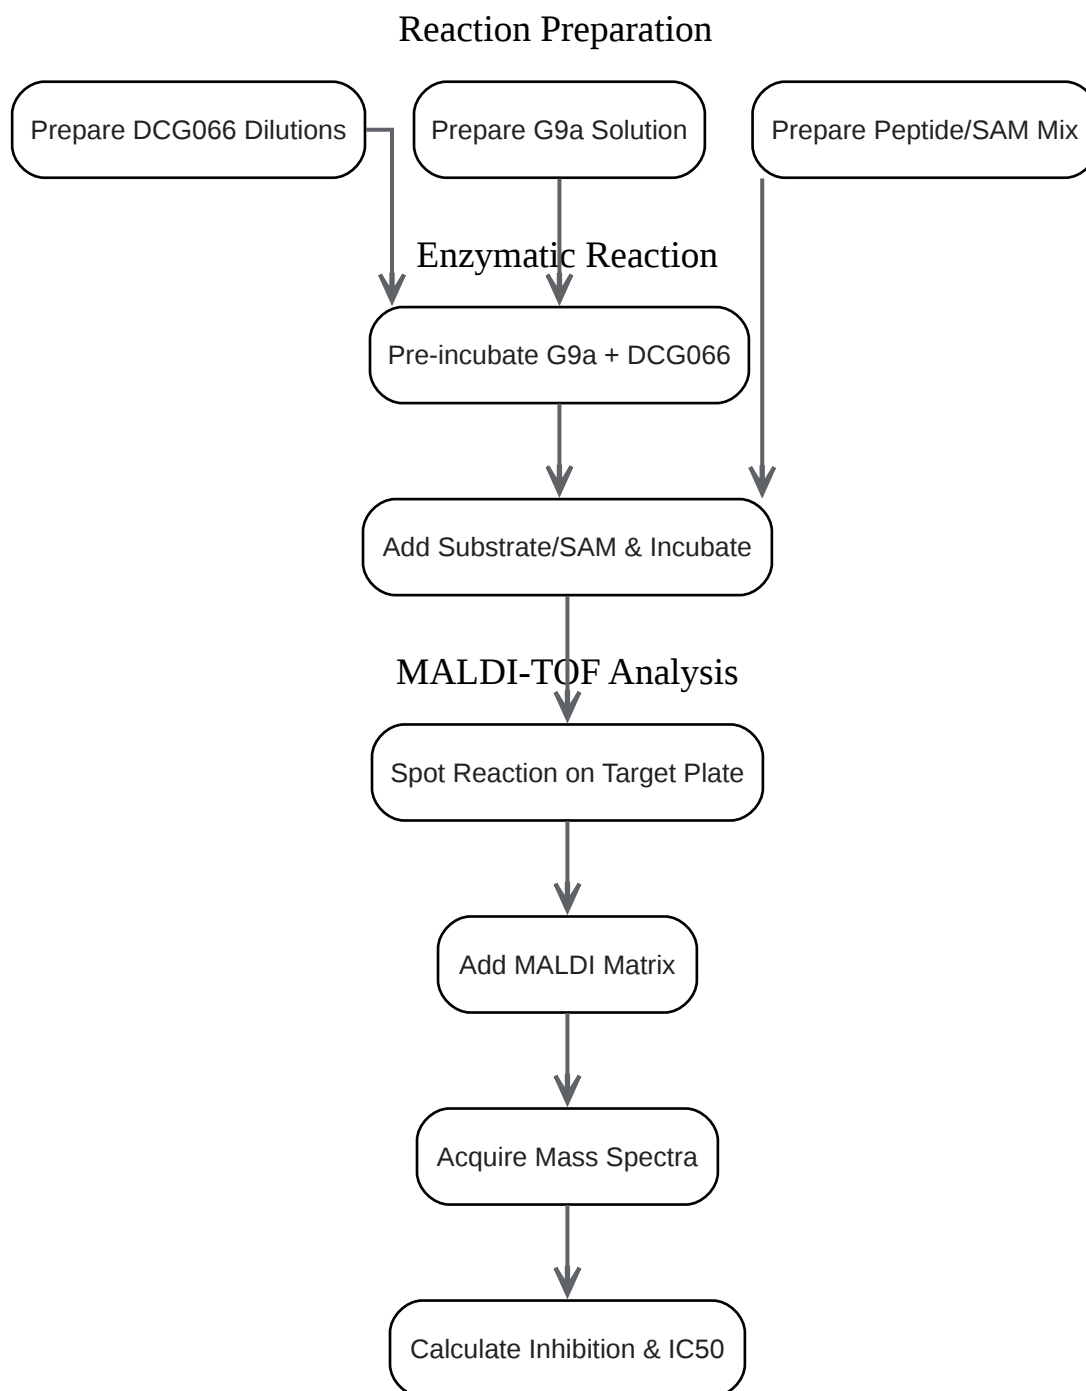 Reaction Preparation
Prepare DCG066 Dilutions
Prepare G9a Solution
Prepare Peptide/SAM Mix
Enzymatic Reaction
Pre-incubate G9a + DCG066
Add Substrate/SAM & Incubate
MALDI-TOF Analysis
Spot Reaction on Target Plate
Add MALDI Matrix
Acquire Mass Spectra
Calculate Inhibition & IC50